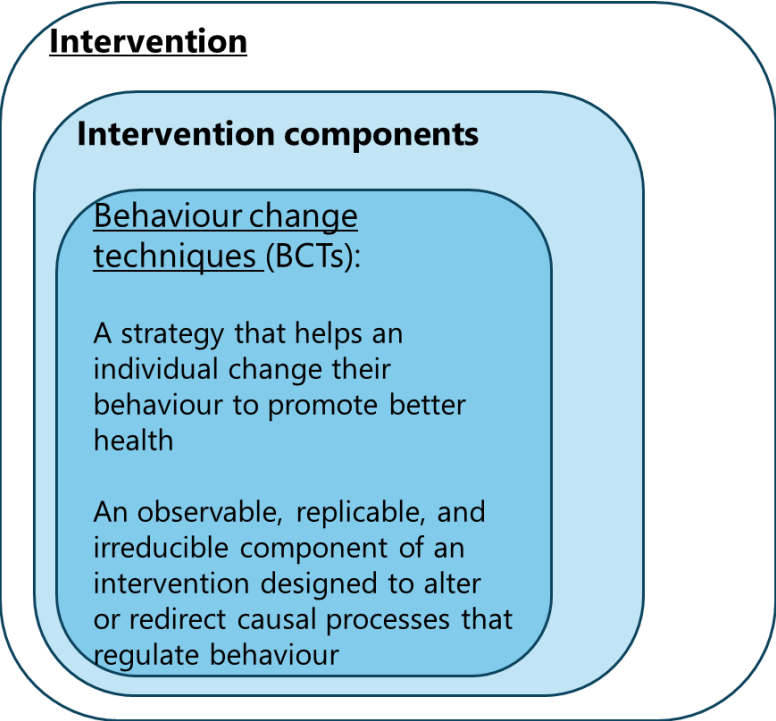 Intervention
Intervention components
Behaviour change
techniques (BCTs):
A strategy that helps an
individual change their
behaviour to promote better
health
An observable, replicable, and
irreducible component of an
intervention designed to alter
or redirect causal processes that
regulate behaviour